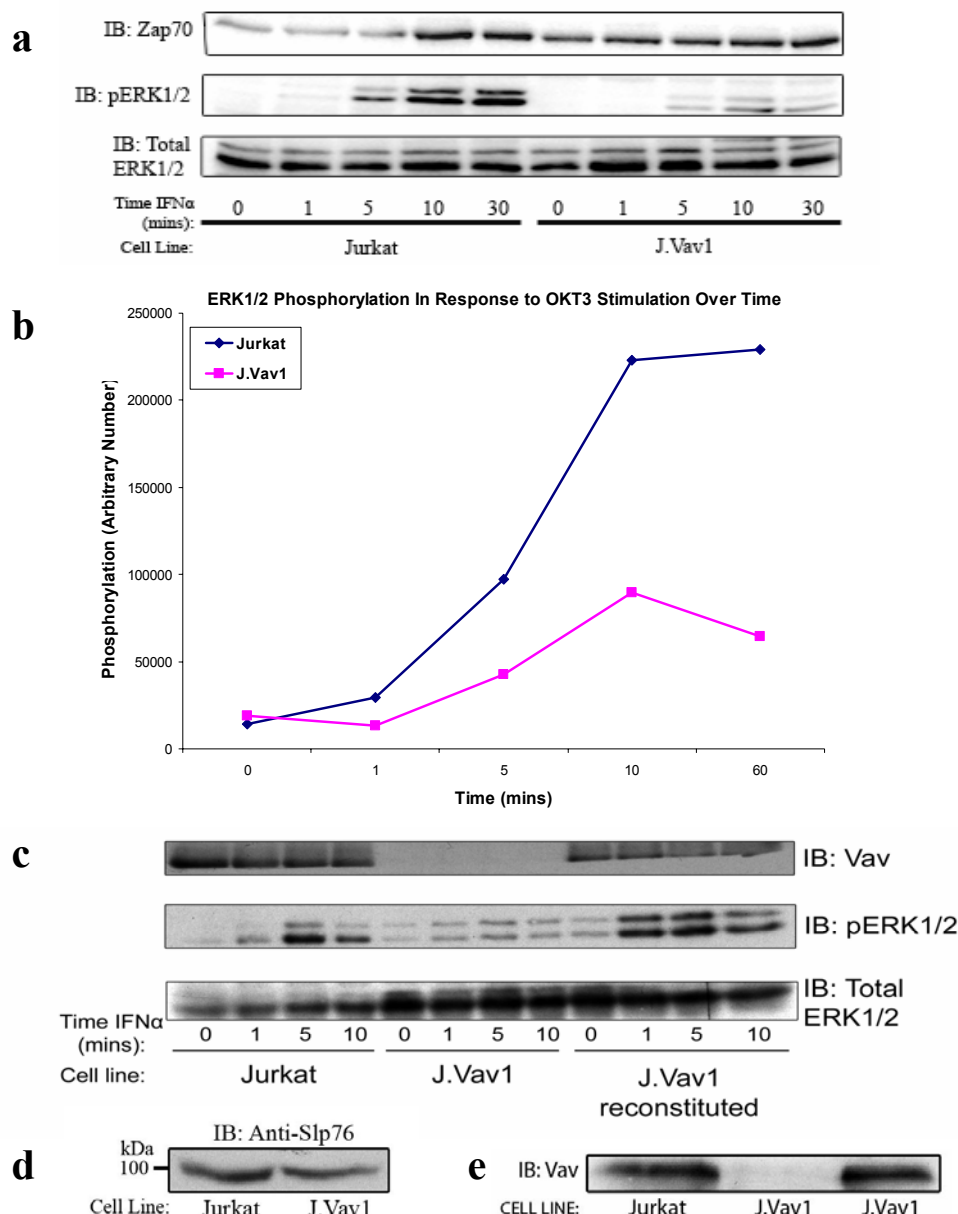 a
IB: Zap70
IB: pERK1/2
IB: Total
ERK1/2
Time IFNα
(mins):
0 1 5 10 30 0 1 5 10 30
Cell Line: Jurkat J.Vav1
b
ERK1/2 Phosphorylation In Response to OKT3 Stimulation Over Time
Jurkat
J.Vav1
250000
200000
150000
100000
50000
0
Phosphorylation (Arbitrary Number)
0 1 5 10 60
Time (mins)
c
IB: Vav
IB: pERK1/2
IB: Total
ERK1/2
Time IFNα
(mins):
0 1 5 10 0 1 5 10 0 1 5 10
Cell line: Jurkat J.Vav1 J.Vav1
reconstituted
d
IB: Anti-Slp76
kDa
100
Cell Line: Jurkat J.Vav1
e
IB: Vav
CELL LINE: Jurkat J.Vav1 J.Vav1